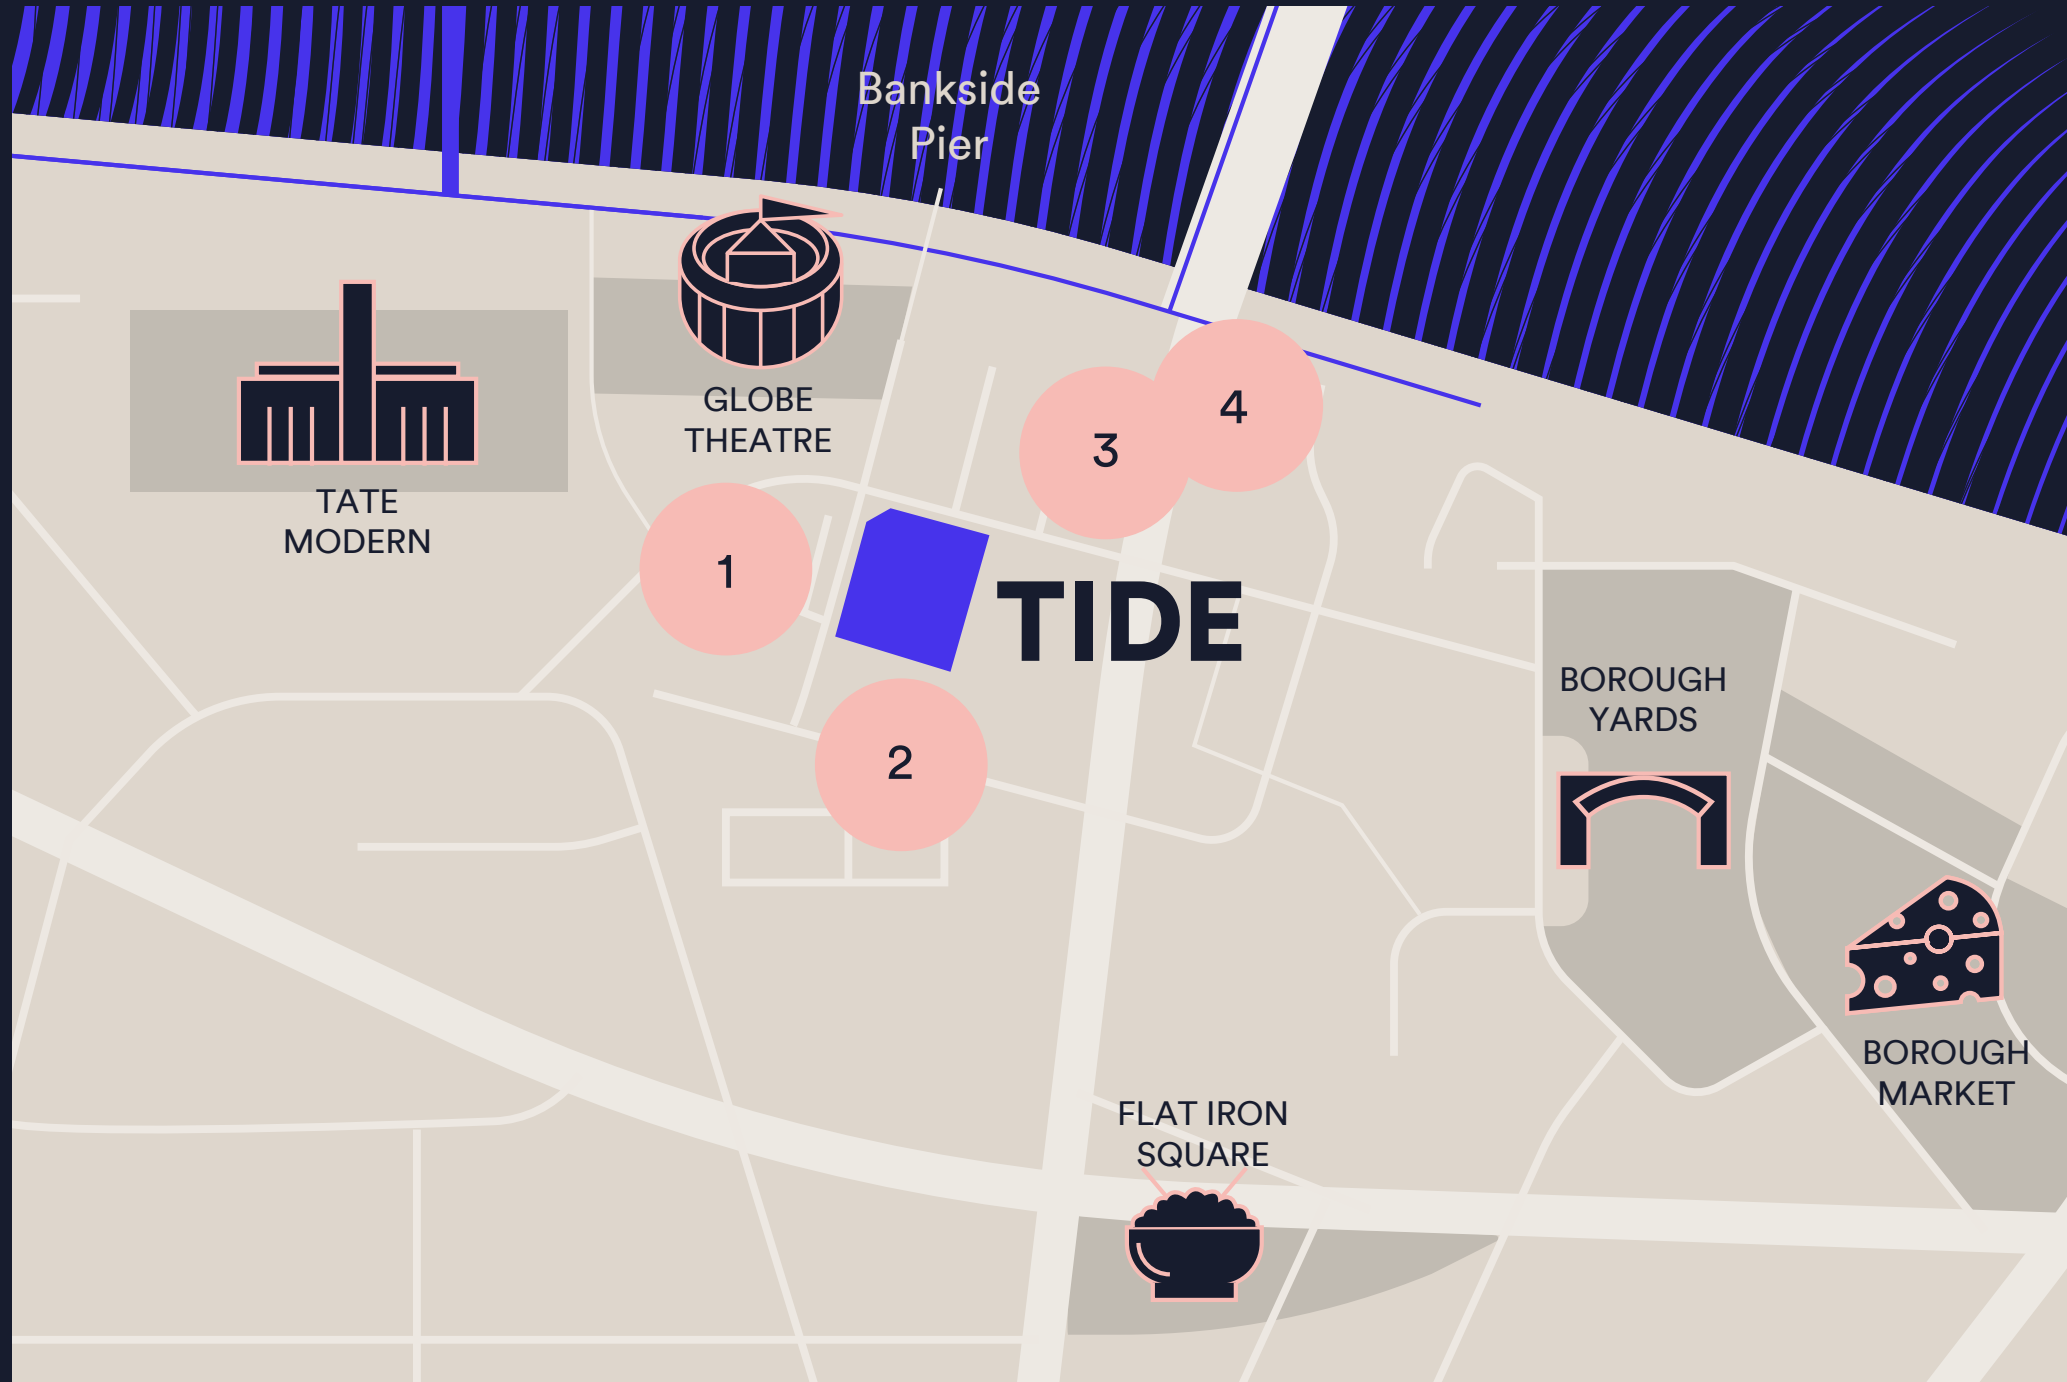 Bankside
Pier
GLOBE
THEATRE
TATE
MODERN
4
3
1
TIDE
2
BOROUGH
YARDS
BOROUGH
MARKET
FLAT IRON
SQUARE